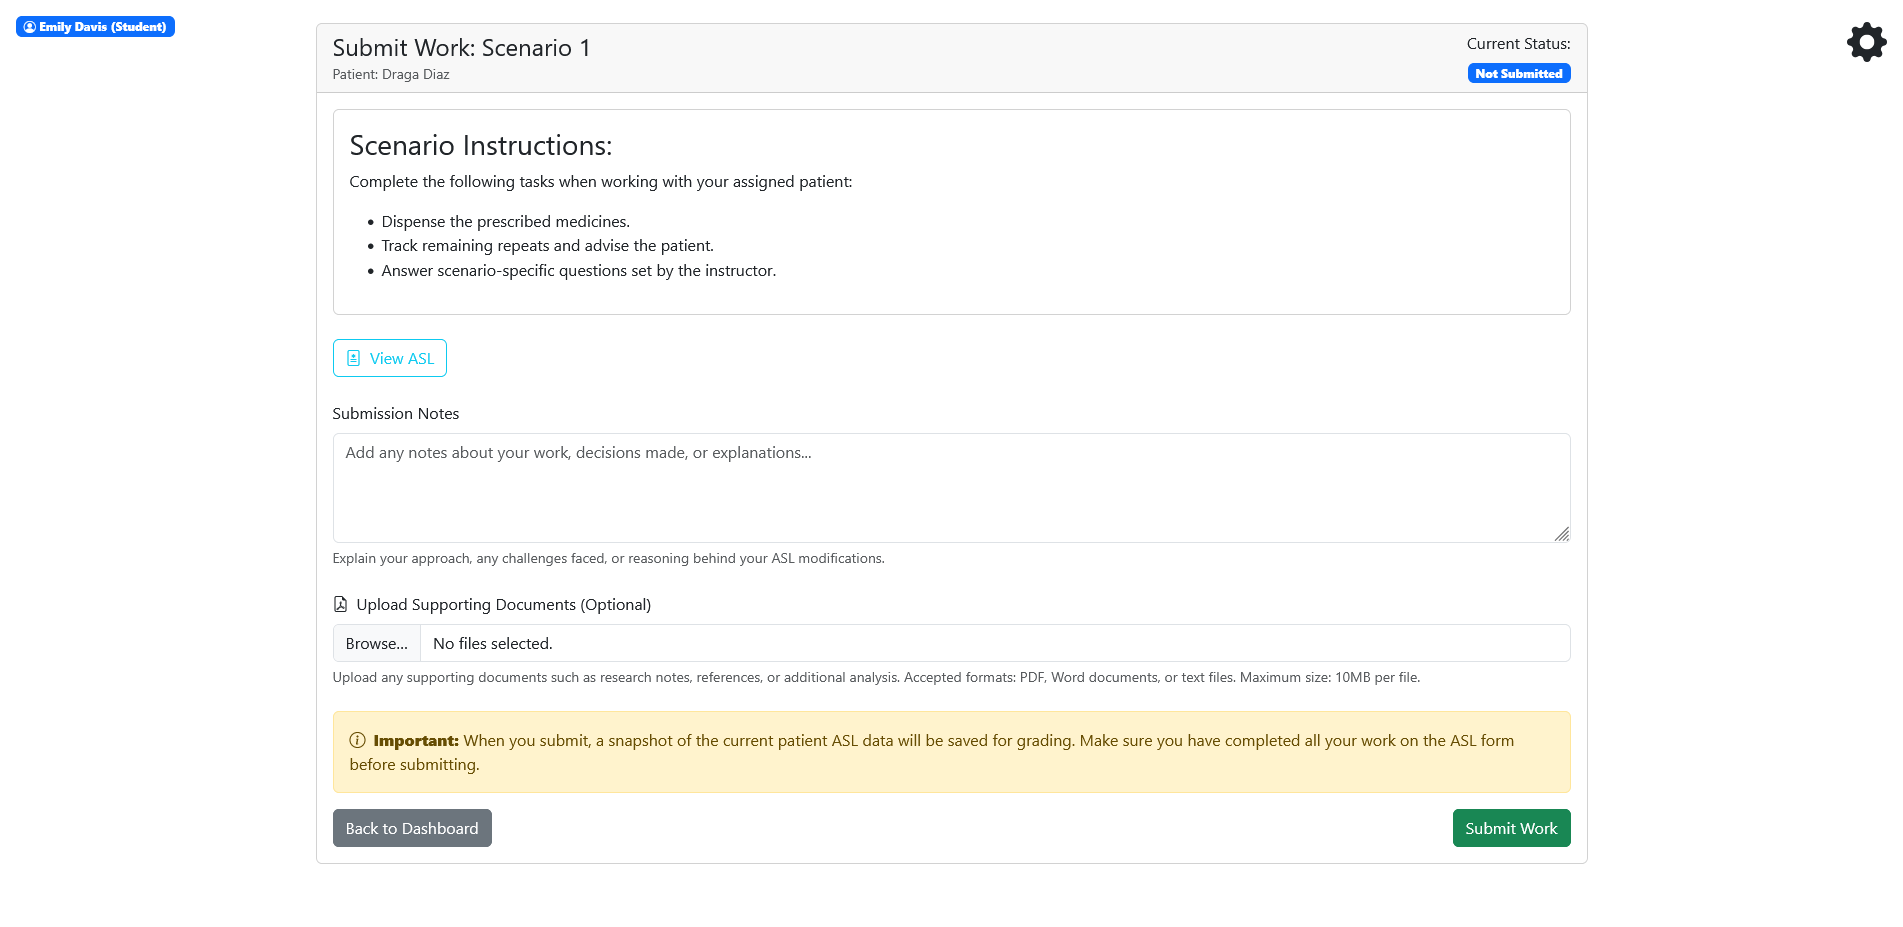 Emily Davis (Student)
Submit Work: Scenario 1
Patient: Draga Diaz
Current Status:
Not Submitted
Scenario Instructions:
Complete the following tasks when working with your assigned patient:
• Dispense the prescribed medicines.
• Track remaining repeats and advise the patient.
• Answer scenario-specific questions set by the instructor.
View ASL
Submission Notes
Add any notes about your work, decisions made, or explanations...
Explain your approach, any challenges faced, or reasoning behind your ASL modifications.
Upload Supporting Documents (Optional)
Browse... No files selected.
Upload any supporting documents such as research notes, references, or additional analysis. Accepted formats: PDF, Word documents, or text files. Maximum size: 10MB per file.
Important: When you submit, a snapshot of the current patient ASL data will be saved for grading. Make sure you have completed all your work on the ASL form
before submitting.
Back to Dashboard
Submit Work